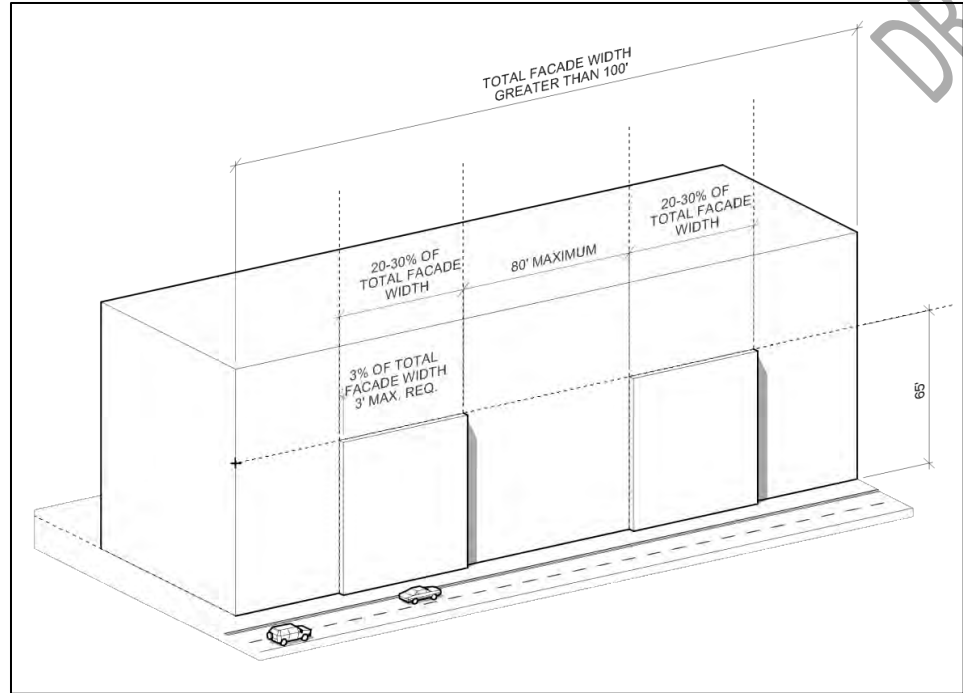 TOTAL FACADE WIDTH
GREATER THAN 100'
20-30% OF
TOTAL FACADE
WIDTH
80' MAXIMUM
20-30% OF
TOTAL FACADE
WIDTH
3% OF TOTAL
FACADE WIDTH
3' MAX. REQ.
65'